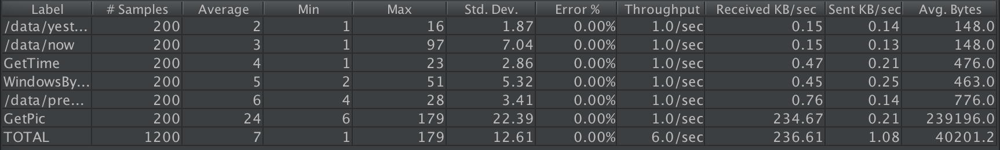 Label # Samples Average Min Max Std. Dev. Error % Throughput Received KB/sec Sent KB/sec Avg. Bytes
/data/yest... 200 2 1 16 1.87 0.00% 1.0/sec 0.15 0.14 148.0
/data/now 200 3 1 97 7.04 0.00% 1.0/sec 0.15 0.13 148.0
GetTime 200 4 1 23 2.86 0.00% 1.0/sec 0.47 0.21 476.0
WindowsBy... 200 5 2 51 5.32 0.00% 1.0/sec 0.45 0.25 463.0
/data/pre... 200 6 4 28 3.41 0.00% 1.0/sec 0.76 0.14 776.0
GetPic 200 24 6 179 22.39 0.00% 1.0/sec 234.67 0.21 239196.0
TOTAL 1200 7 1 179 12.61 0.00% 6.0/sec 236.61 1.08 40201.2